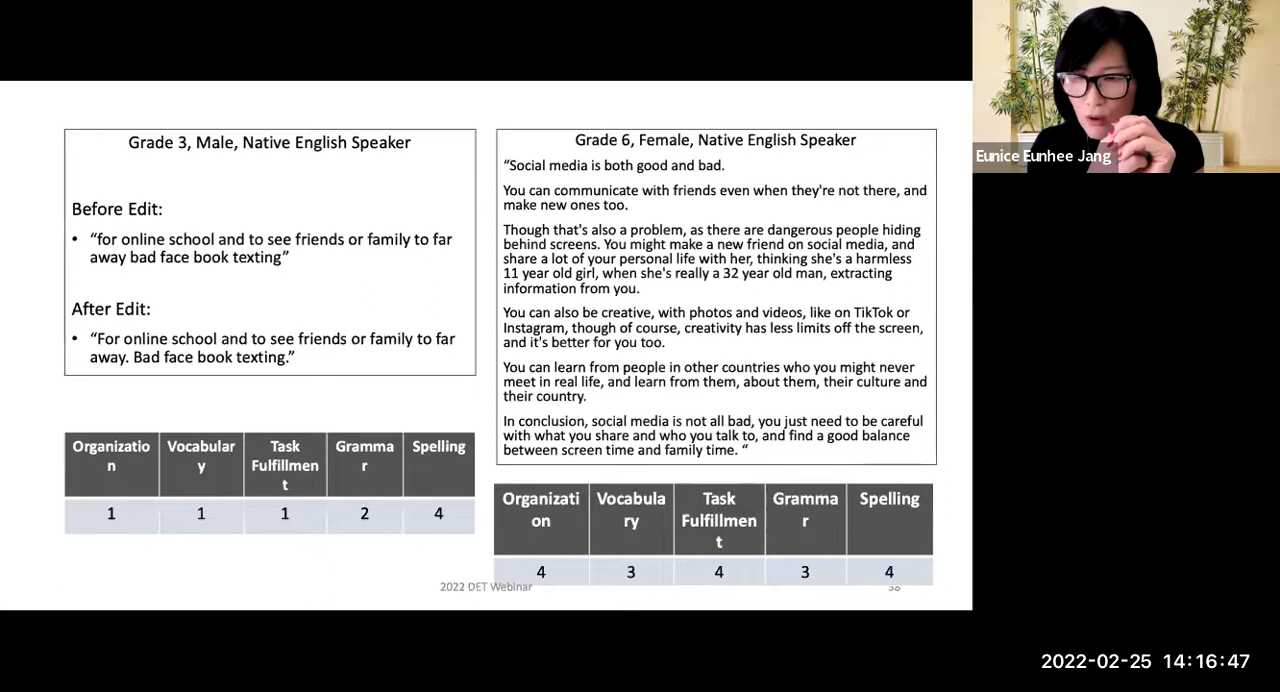 Grade 3, Male, Native English Speaker
Before Edit:
• “for online school and to see friends or family to far
away bad face book texting”
After Edit:
• “For online school and to see friends or family to far
away. Bad face book texting.”
Organizatio
n
Vocabular
y
Task
Fulfillmen
t
Gramma
r
Spelling
1 1 1 2 4
Grade 6, Female, Native English Speaker
“Social media is both good and bad.
You can communicate with friends even when they're not there, and
make new ones too.
Though that's also a problem, as there are dangerous people hiding
behind screens. You might make a new friend on social media, and
share a lot of your personal life with her, thinking she's a harmless
11 year old girl, when she's really a 32 year old man, extracting
information from you.
You can also be creative, with photos and videos, like on TikTok or
Instagram, though of course, creativity has less limits off the screen,
and it's better for you too.
You can learn from people in other countries who you might never
meet in real life, and learn from them, about them, their culture and
their country.
In conclusion, social media is not all bad, you just need to be careful
with what you share and who you talk to, and find a good balance
between screen time and family time. “
Organizati
on
Vocabula
ry
Task
Fulfillmen
t
Gramma
r
Spelling
4 3 4 3 4
2022 DET Webinar
Eunice Eunhee Jang
2022-02-25 14:16:47